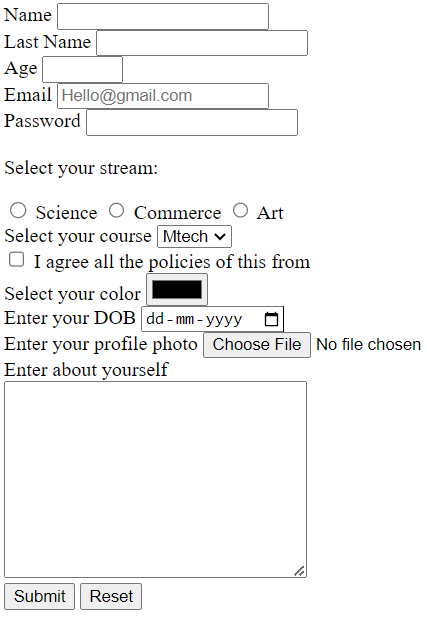 Name
Last Name
Age
Email Hello@gmail.com
Password
Select your stream:
Science Commerce Art
Select your course Mtech
I agree all the policies of this from
Select your color
Enter your DOB dd-mm-yyyy
Enter your profile photo Choose File No file chosen
Enter about yourself
Submit Reset